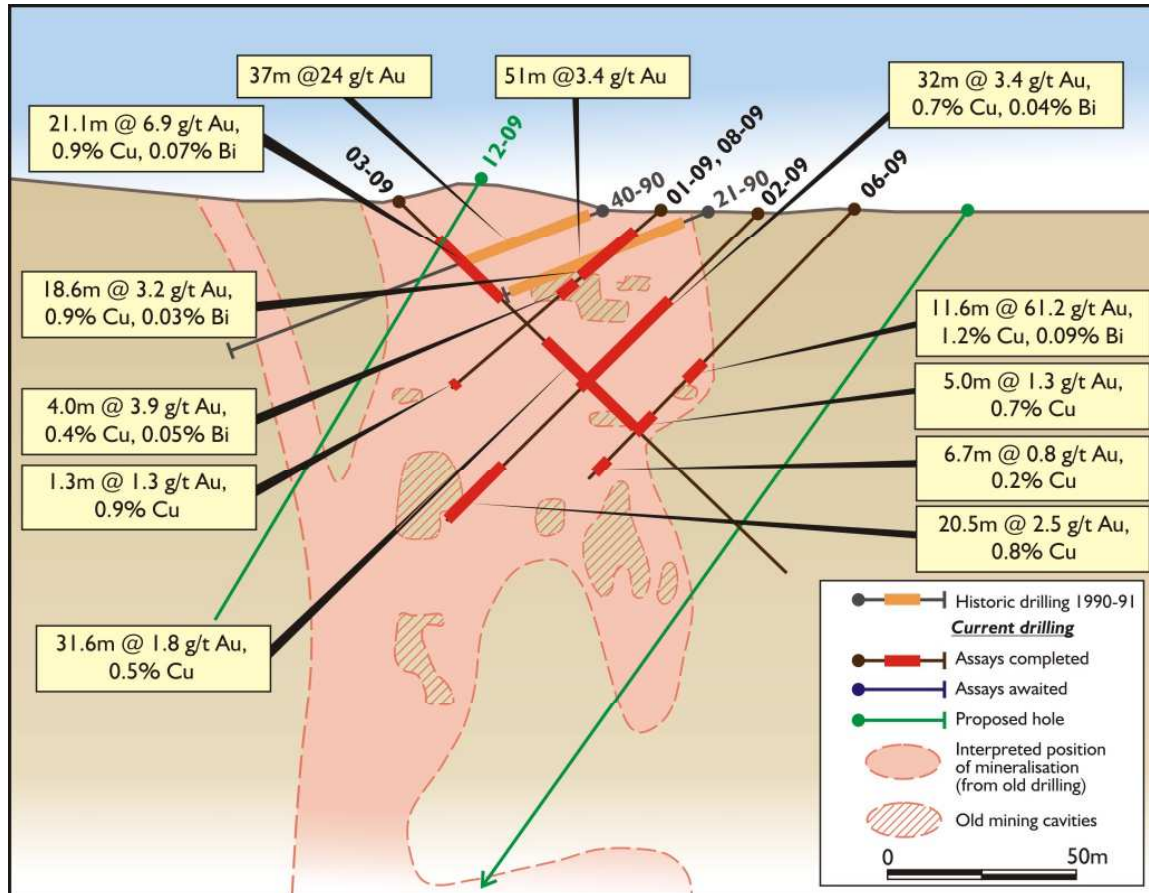 37m @24 g/t Au
51m @3.4 g/t Au
32m @ 3.4 g/t Au,
0.7% Cu, 0.04% Bi
21.1m @ 6.9 g/t Au,
0.9% Cu, 0.07% Bi
03-09
12-09
40-90
01-09, 08-09
21-90
02-09
06-09
18.6m @ 3.2 g/t Au,
0.9% Cu, 0.03% Bi
11.6m @ 61.2 g/t Au,
1.2% Cu, 0.09% Bi
4.0m @ 3.9 g/t Au,
0.4% Cu, 0.05% Bi
5.0m @ 1.3 g/t Au,
0.7% Cu
1.3m @ 1.3 g/t Au,
0.9% Cu
6.7m @ 0.8 g/t Au,
0.2% Cu
20.5m @ 2.5 g/t Au,
0.8% Cu
31.6m @ 1.8 g/t Au,
0.5% Cu
Historic drilling 1990-91
Current drilling
Assays completed
Assays awaited
Proposed hole
Interpreted position
of mineralisation
(from old drilling)
Old mining cavities
0 50m